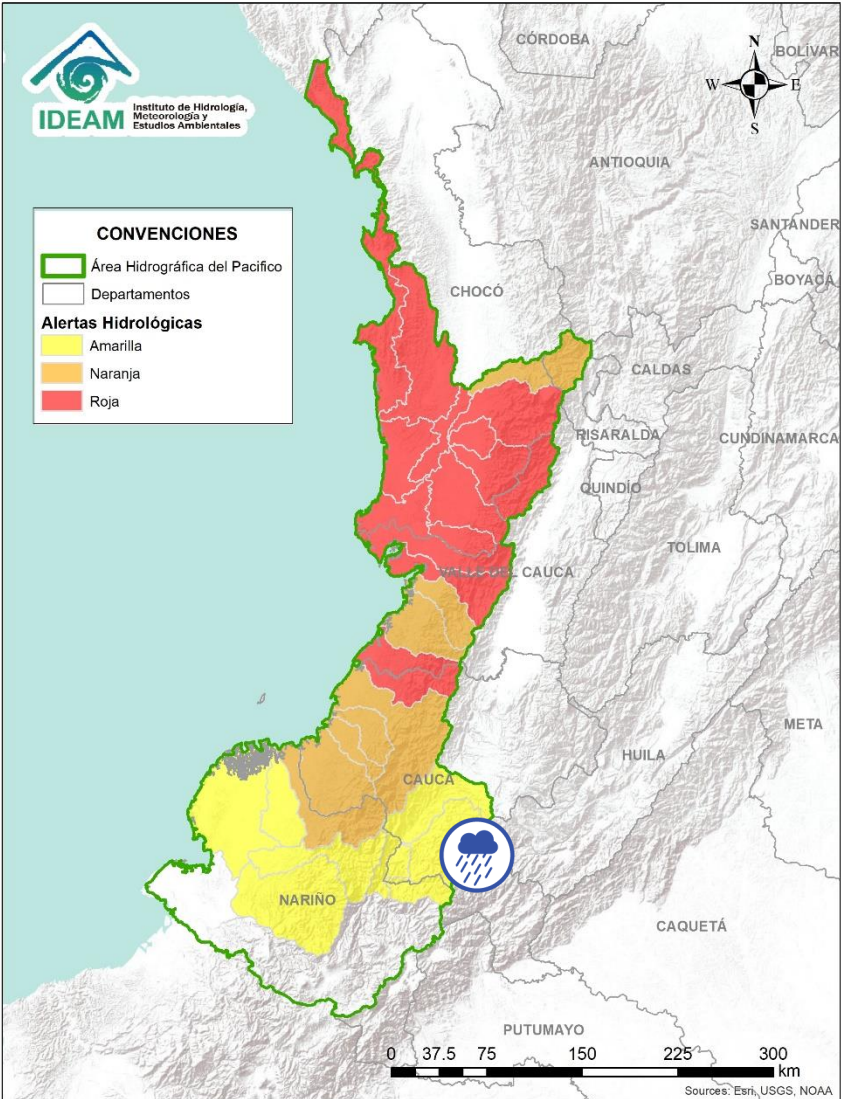 IDEAM
Instituto de Hidrología,
Meteorología y
Estudios Ambientales
N
W
E
S
CÓRDOBA
BOLÍVAR
ANTIOQUIA
SANTANDER
BOYACÁ
CONVENCIONES
Área Hidrográfica del Pacifico
Departamentos
Alertas Hidrológicas
Amarilla
Naranja
Roja
CHOCÓ
CALDAS
RISARALDA
CUNDINAMARCA
QUINDÍO
TOLIMA
VALLE DEL CAUCA
META
HUILA
CAUCA
NARIÑO
CAQUETÁ
PUTUMAYO
0 37.5 75 150 225 300
km
Sources: Esri, USGS, NOAA